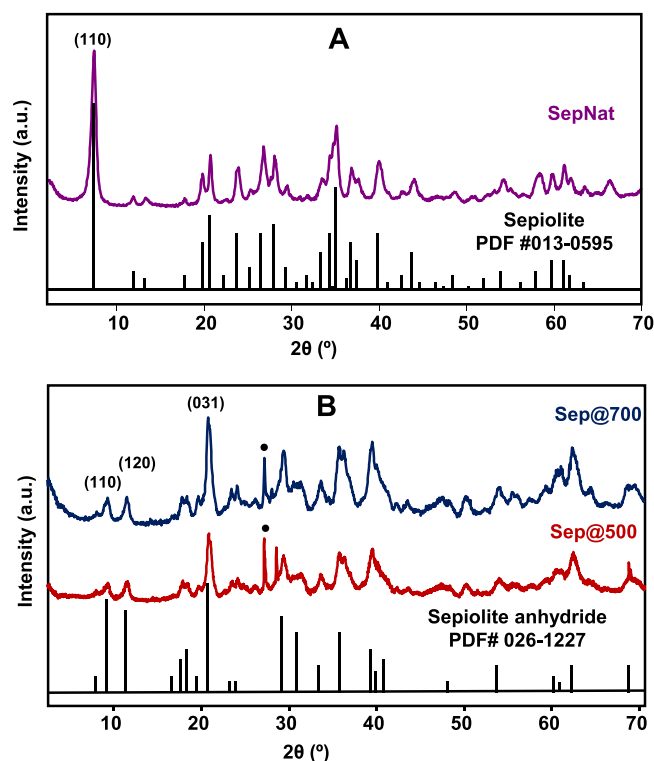 A
(110)
SepNat
Sepiolite
PDF #013-0595
Intensity (a.u.)
10 20 30 40 50 60 70
2θ (º)
B
(031)
Sep@700
(110)
(120)
Sep@500
Sepiolite anhydride
PDF# 026-1227
Intensity (a.u.)
10 20 30 40 50 60 70
2θ (º)